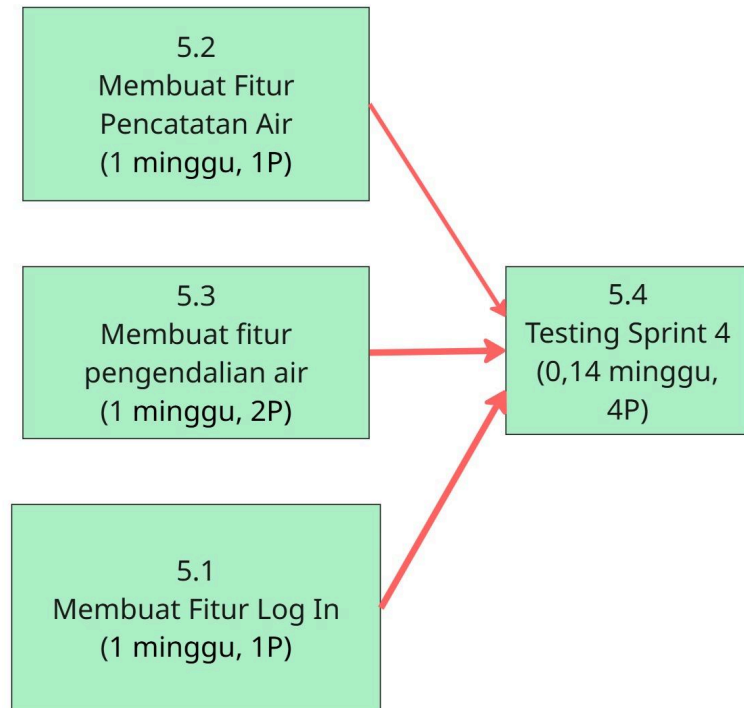 5.2
Membuat Fitur
Pencatatan Air
(1 minggu, 1P)
5.3
Membuat fitur
pengendalian air
(1 minggu, 2P)
5.4
Testing Sprint 4
(0,14 minggu,
4P)
5.1
Membuat Fitur Log In
(1 minggu, 1P)